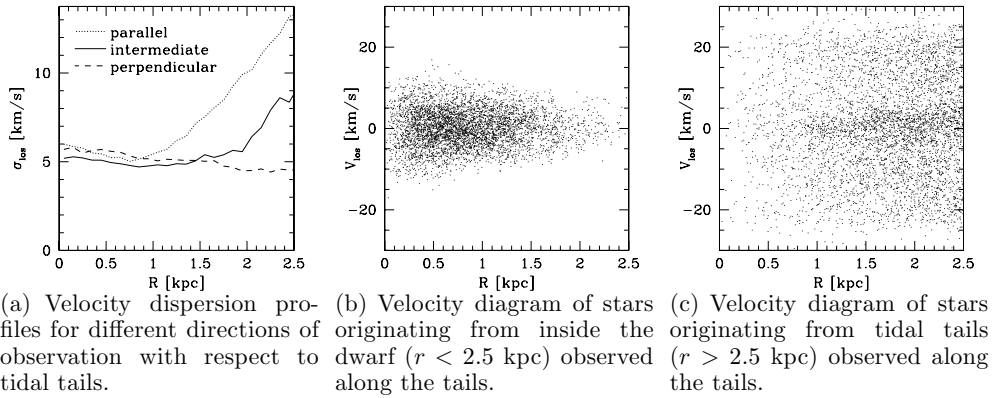 parallel
intermediate
perpendicular
σlos [km/s]
10
5
0
0 0.5 1 1.5 2 2.5
R [kpc]
Vlos [km/s]
20
0
−20
0 0.5 1 1.5 2 2.5
R [kpc]
Vlos [km/s]
20
0
−20
0 0.5 1 1.5 2 2.5
R [kpc]
(a) Velocity dispersion pro-
files for different directions of
observation with respect to
tidal tails.
(b) Velocity diagram of stars
originating from inside the
dwarf (r < 2.5 kpc) observed
along the tails.
(c) Velocity diagram of stars
originating from tidal tails
(r > 2.5 kpc) observed along
the tails.